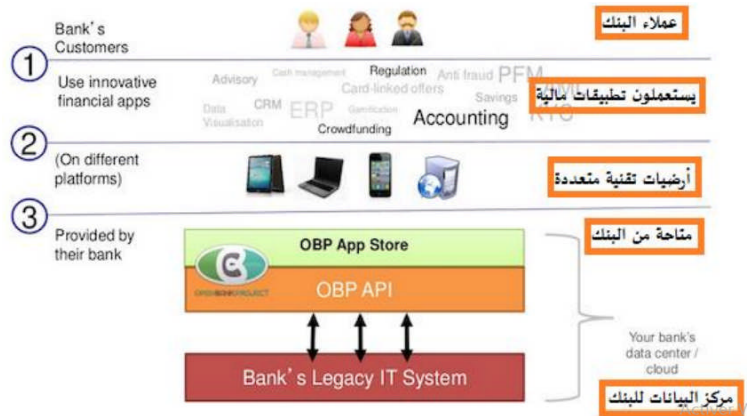 Bank's
Customers
عملاء البنك
1
Use innovative
financial apps
Advisory
Cash management
Regulation
Anti fraud
PFM
Card-linked offers
يستعملون تطبيقات مالية
Data
Visualisation
CRM
ERP
Gamification
Savings
Accounting
KYC
Crowdfunding
2
(On different
platforms)
أرضيات تقنية متعددة
3
Provided by
their bank
متاحة من البنك
OBP App Store
OPENBANKPROJECT
OBP API
Your bank's
data center /
cloud
Bank's Legacy IT System
مركز البيانات للبنك